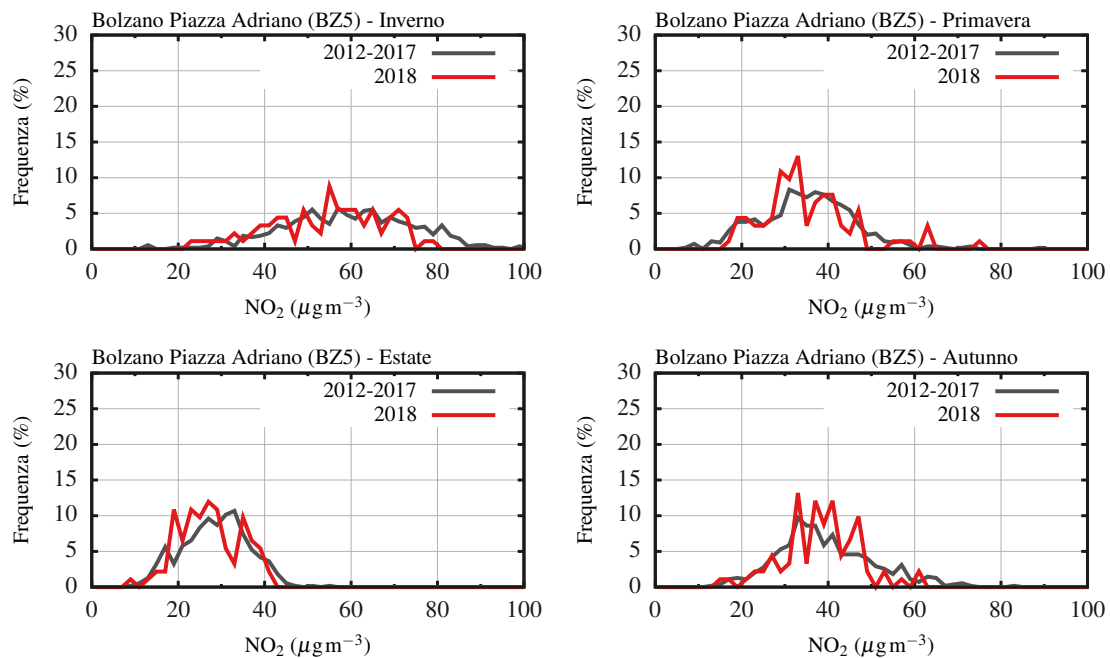 Bolzano Piazza Adriano (BZ5) - Inverno
30
25
20
15
10
5
0
Frequenza (%)
2012-2017
2018
0 20 40 60 80 100
NO₂ (μg m⁻³)
Bolzano Piazza Adriano (BZ5) - Primavera
30
25
20
15
10
5
0
Frequenza (%)
2012-2017
2018
0 20 40 60 80 100
NO₂ (μg m⁻³)
Bolzano Piazza Adriano (BZ5) - Estate
30
25
20
15
10
5
0
Frequenza (%)
2012-2017
2018
0 20 40 60 80 100
NO₂ (μg m⁻³)
Bolzano Piazza Adriano (BZ5) - Autunno
30
25
20
15
10
5
0
Frequenza (%)
2012-2017
2018
0 20 40 60 80 100
NO₂ (μg m⁻³)